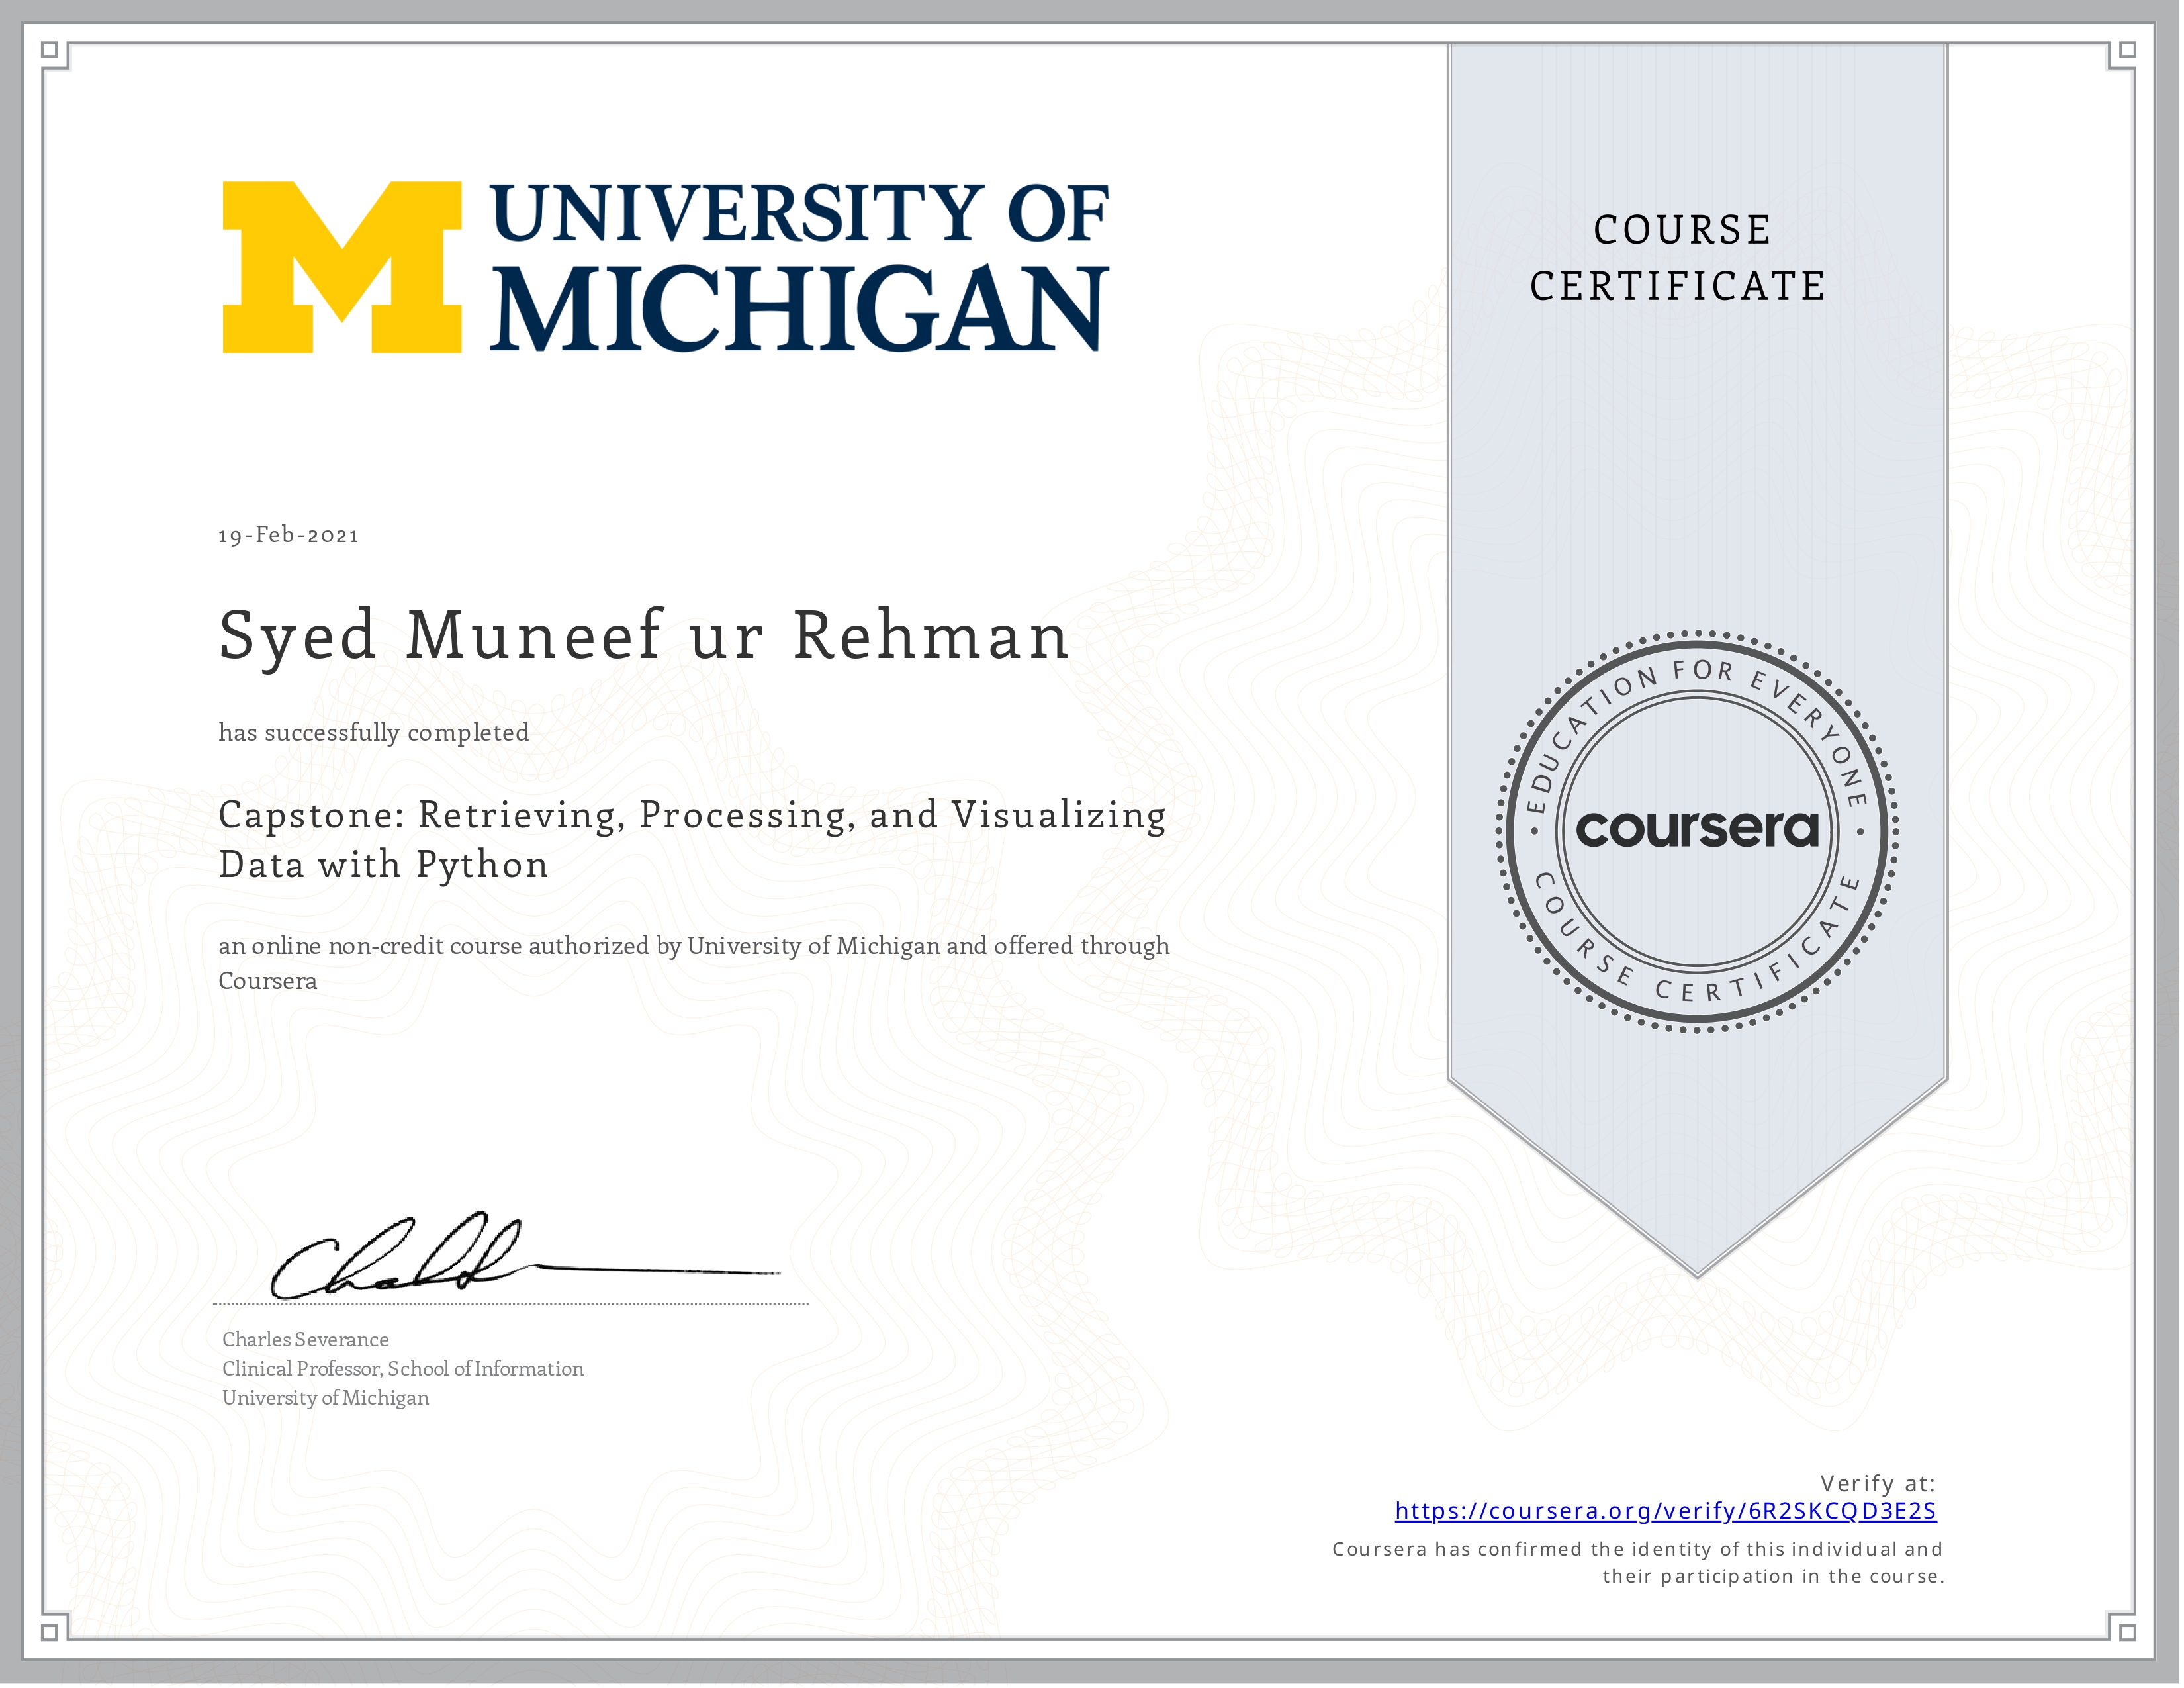 UNIVERSITY OF
MICHIGAN
COURSE
CERTIFICATE
19-Feb-2021
Syed Muneef ur Rehman
has successfully completed
Capstone: Retrieving, Processing, and Visualizing
Data with Python
an online non-credit course authorized by University of Michigan and offered through
Coursera
EDUCATION FOR EVERYONE
coursera
COURSE CERTIFICATE
Charles Severance
Clinical Professor, School of Information
University of Michigan
Verify at:
https://coursera.org/verify/6R2SKCQD3E2S
Coursera has confirmed the identity of this individual and
their participation in the course.